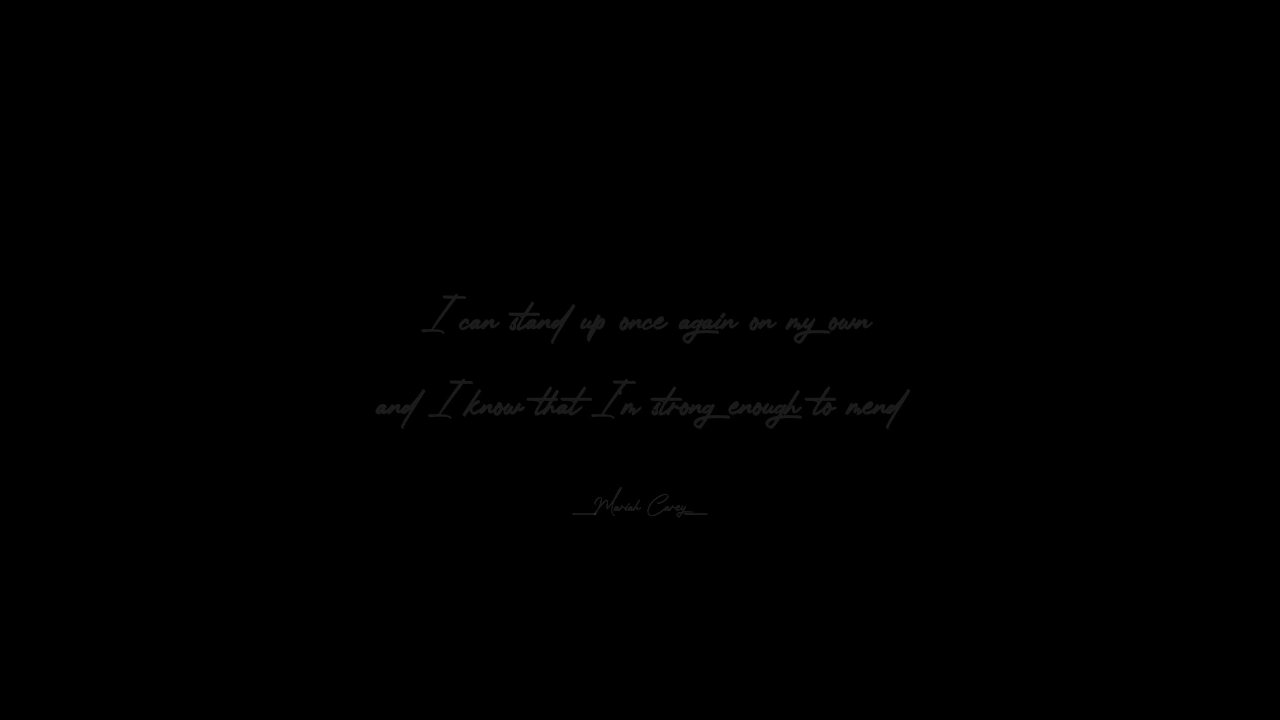 I can stand up once again on my own
and I know that I'm strong enough to mend
Mariah Carey